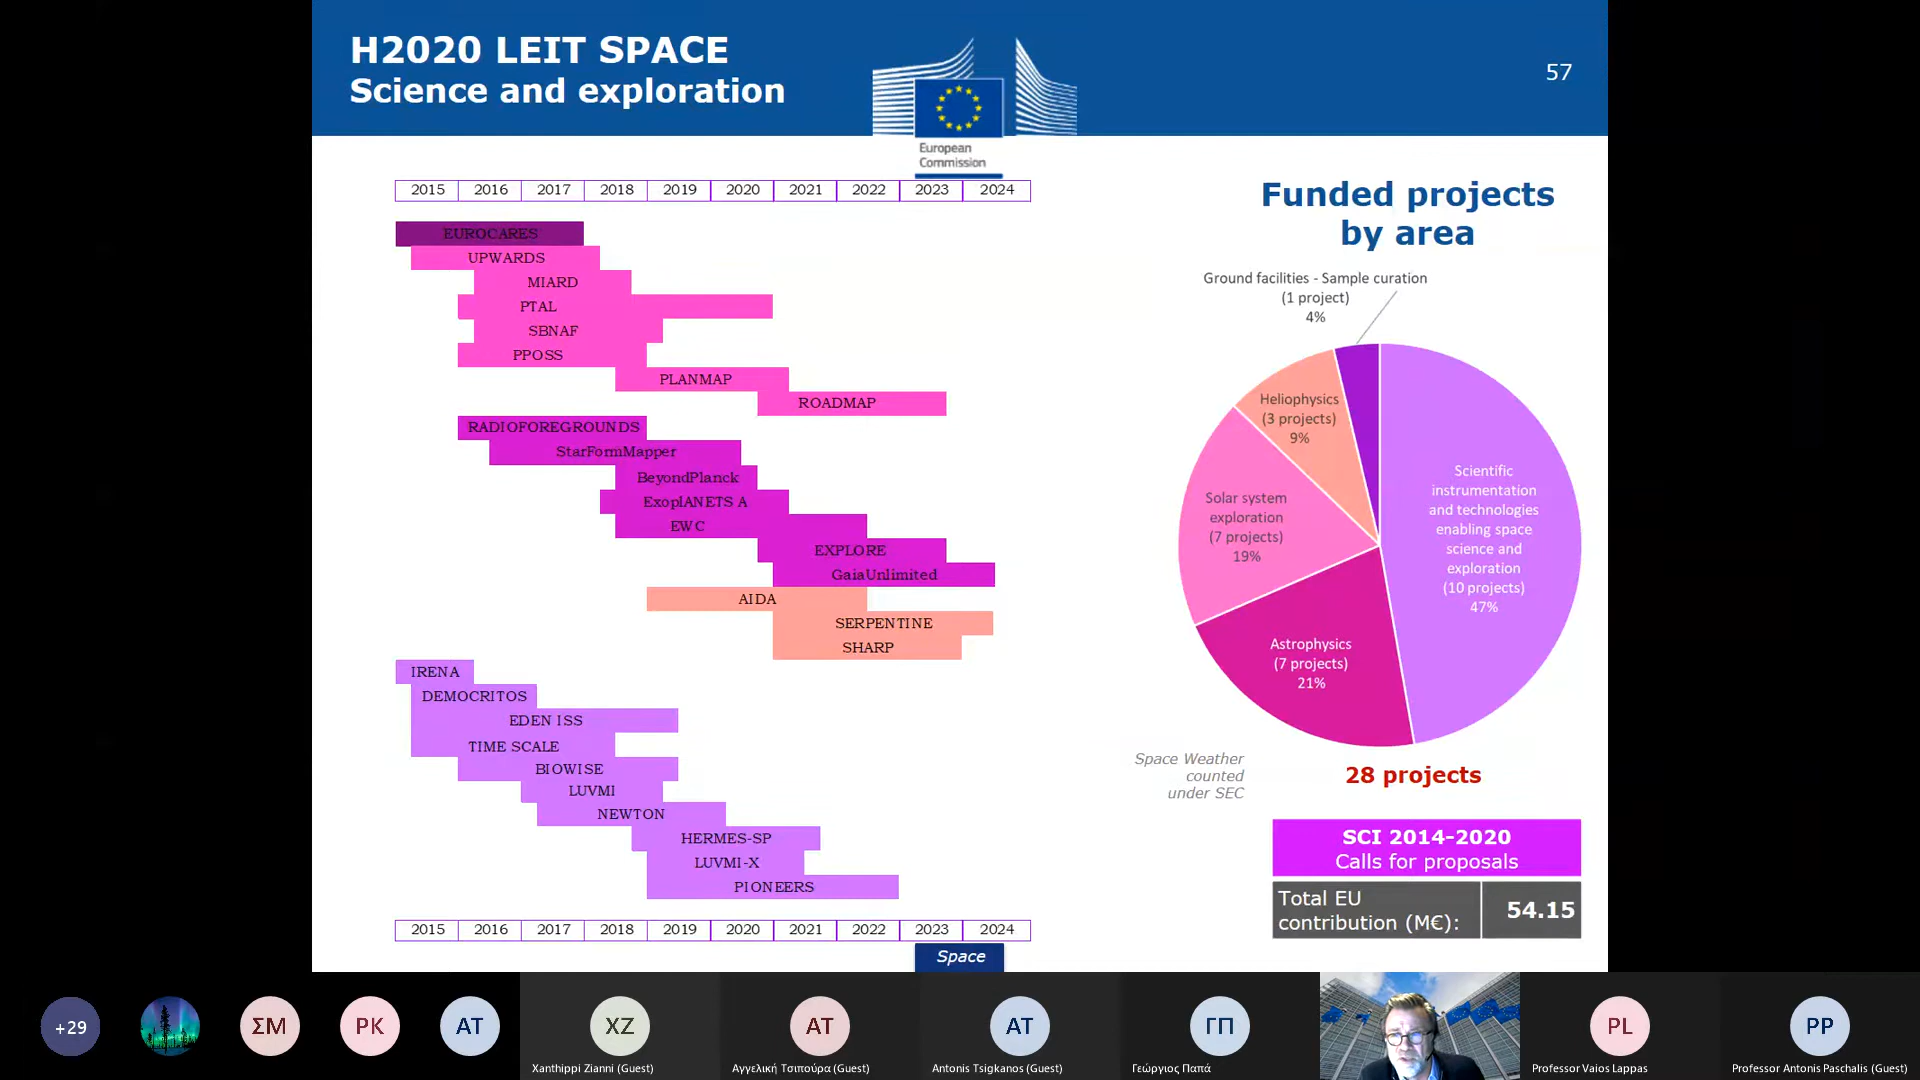 H2020 LEIT SPACE
Science and exploration
57
European
Commission
2015 2016 2017 2018 2019 2020 2021 2022 2023 2024
EUROCARES
UPWARDS
MIARD
PTAL
SBNAF
PPOSS
PLANMAP
ROADMAP
RADIOFOREGROUNDS
StarFormMapper
BeyondPlanck
ExoplANETS A
EWC
EXPLORE
GaiaUnlimited
AIDA
SERPENTINE
SHARP
IRENA
DEMOCRITOS
EDEN ISS
TIME SCALE
BIOWISE
LUVMI
NEWTON
HERMES-SP
LUVMI-X
PIONEERS
2015 2016 2017 2018 2019 2020 2021 2022 2023 2024
Space
Funded projects
by area
Ground facilities - Sample curation
(1 project)
4%
Heliophysics
(3 projects)
9%
Solar system
exploration
(7 projects)
19%
Astrophysics
(7 projects)
21%
Scientific
instrumentation
and technologies
enabling space
science and
exploration
(10 projects)
47%
Space Weather
counted
under SEC
28 projects
SCI 2014-2020
Calls for proposals
Total EU
contribution (M€):
54.15
+29
ΣΜ
PK
AT
XZ
Xanthippi Zianni (Guest)
AT
Αγγελική Τσιπούρα (Guest)
AT
Antonis Tsigkanos (Guest)
ΓΠ
Γεώργιος Παπά
PL
Professor Vaios Lappas
PP
Professor Antonis Paschalis (Guest)